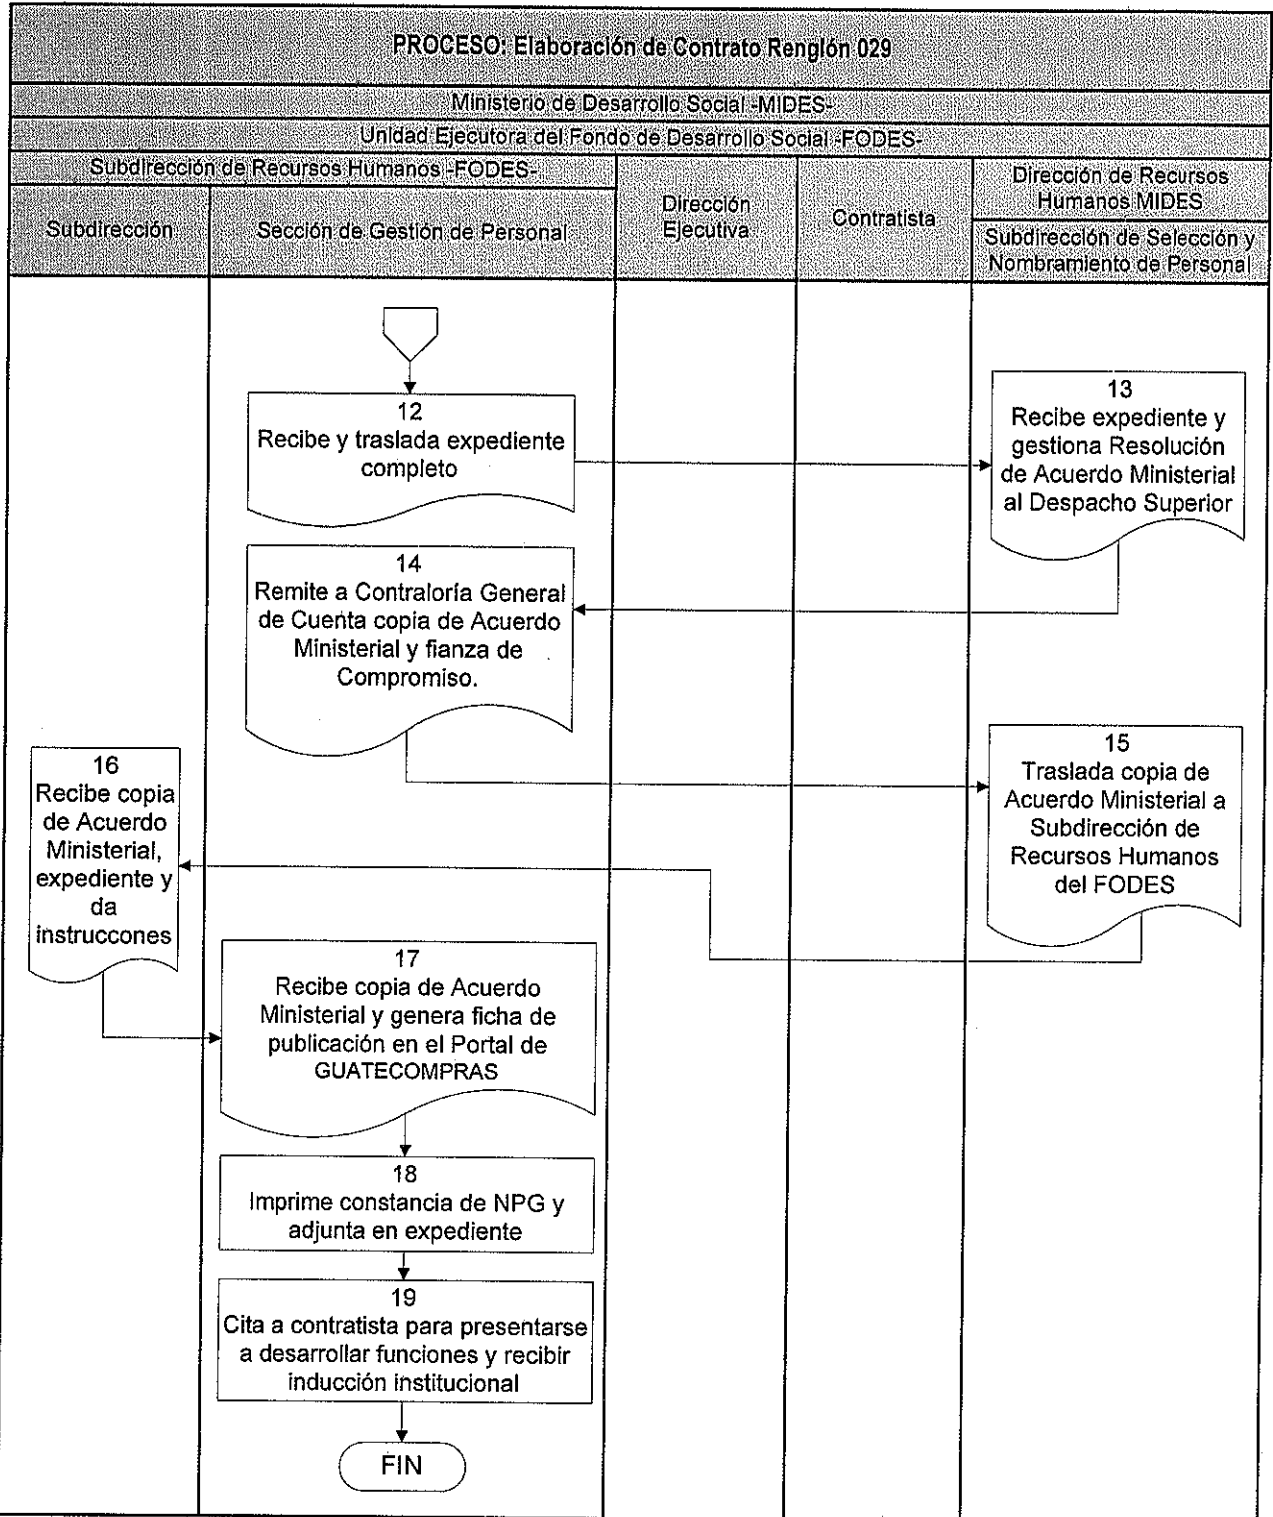 PROCESO: Elaboración de Contrato Renglón 029
Ministerio de Desarrollo Social -MIDES-
Unidad Ejecutora del Fondo de Desarrollo Social -FODES-
Subdirección de Recursos Humanos -FODES-
Subdirección
Sección de Gestión de Personal
Dirección
Ejecutiva
Contratista
Dirección de Recursos
Humanos MIDES
Subdirección de Selección y
Nombramiento de Personal
12
Recibe y traslada expediente
completo
13
Recibe expediente y
gestiona Resolución
de Acuerdo Ministerial
al Despacho Superior
14
Remite a Contraloría General
de Cuenta copia de Acuerdo
Ministerial y fianza de
Compromiso.
15
Traslada copia de
Acuerdo Ministerial a
Subdirección de
Recursos Humanos
del FODES
16
Recibe copia
de Acuerdo
Ministerial,
expediente y
da
instruccones
17
Recibe copia de Acuerdo
Ministerial y genera ficha de
publicación en el Portal de
GUATECOMPRAS
18
Imprime constancia de NPG y
adjunta en expediente
19
Cita a contratista para presentarse
a desarrollar funciones y recibir
inducción institucional
FIN